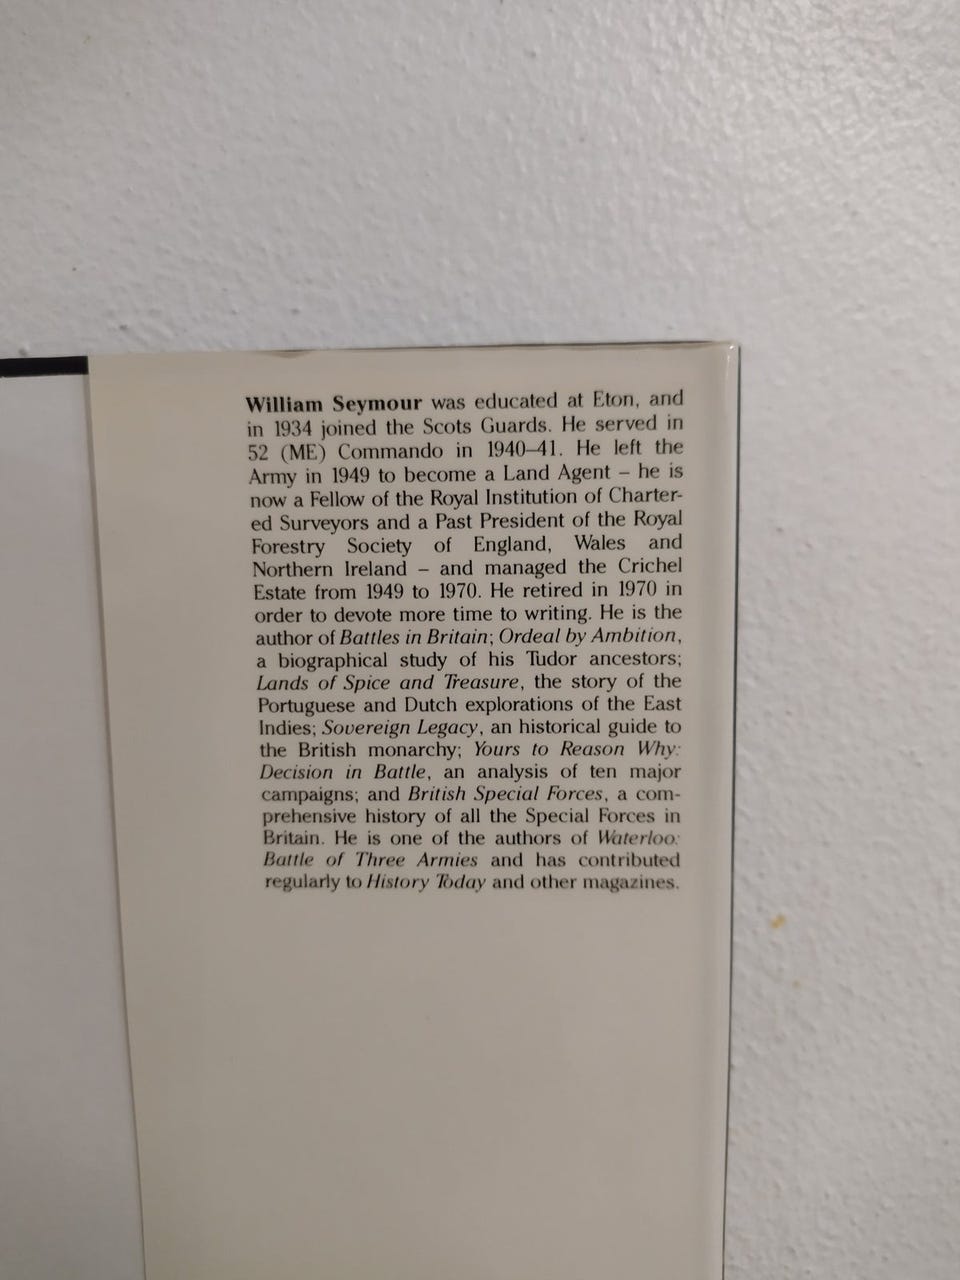 William Seymour was educated at Eton, and
in 1934 joined the Scots Guards. He served in
52 (ME) Commando in 1940–41. He left the
Army in 1949 to become a Land Agent – he is
now a Fellow of the Royal Institution of Charter-
ed Surveyors and a Past President of the Royal
Forestry Society of England, Wales and
Northern Ireland – and managed the Crichel
Estate from 1949 to 1970. He retired in 1970 in
order to devote more time to writing. He is the
author of Battles in Britain; Ordeal by Ambition,
a biographical study of his Tudor ancestors;
Lands of Spice and Treasure, the story of the
Portuguese and Dutch explorations of the East
Indies; Sovereign Legacy, an historical guide to
the British monarchy; Yours to Reason Why:
Decision in Battle, an analysis of ten major
campaigns; and British Special Forces, a com-
prehensive history of all the Special Forces in
Britain. He is one of the authors of Waterloo:
Battle of Three Armies and has contributed
regularly to History Today and other magazines.